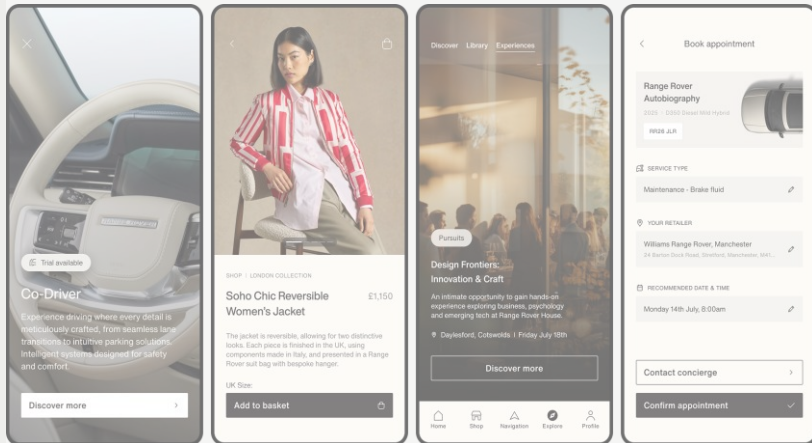 Trial available
Co-Driver
Experience driving where every detail is
meticulously crafted, from seamless lane
transitions to intuitive parking solutions.
Intelligent systems designed for safety
and comfort.
Discover more
SHOP | LONDON COLLECTION
Soho Chic Reversible
Women's Jacket
£1,150
The jacket is reversible, allowing for two distinctive
looks. Each piece is finished in the UK, using
components made in Italy, and presented in a Range
Rover suit bag with bespoke hanger.
UK Size:
Add to basket
Discover Library Experiences
Pursuits
Design Frontiers:
Innovation & Craft
An intimate opportunity to gain hands-on
experience exploring business, psychology
and emerging tech at Range Rover House.
Daylesford, Cotswolds | Friday July 18th
Discover more
Home Shop Navigation Explore Profile
Book appointment
Range Rover
Autobiography
RR26 JLR
SERVICE TYPE
Maintenance - Brake fluid
YOUR RETAILER
Williams Range Rover, Manchester
Barton Dock Road, Stretford, Manchester, M41...
RECOMMENDED DATE & TIME
Monday 14th July, 8:00am
Contact concierge
Confirm appointment